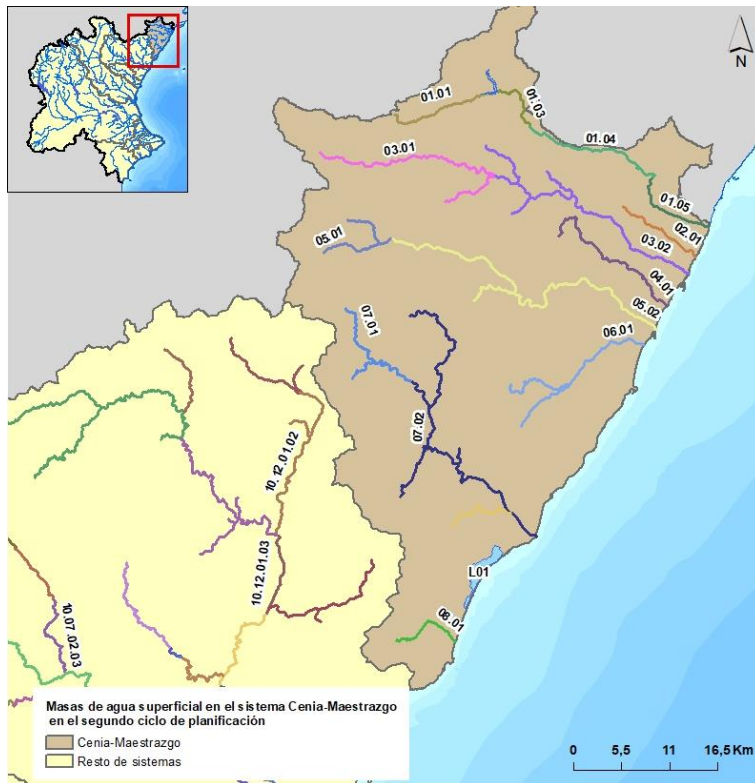 N
01.01
01.03
01.04
03.01
01.05
02.01
03.02
05.01
04.01
05.02
07.01
06.01
07.02
10.12.01.02
10.12.01.03
L01
10.07.02.03
08.01
Masas de agua superficial en el sistema Cenia-Maestrazgo
en el segundo ciclo de planificación
Cenia-Maestrazgo
Resto de sistemas
0 5,5 11 16,5 Km